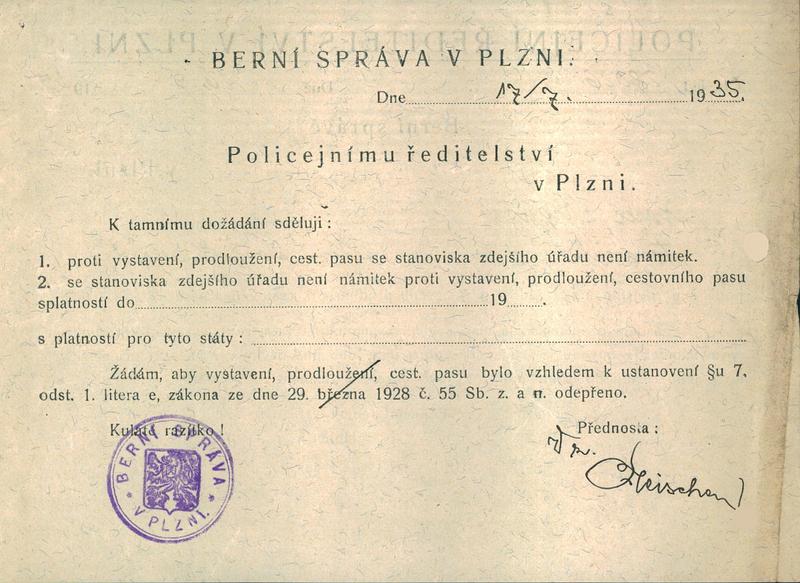 BERNÍ SPRÁVA V PLZNI.
Dne 17/7. 1935.
Policejnímu ředitelství
v Plzni.
K tamnímu dožádání sděluji :
1. proti vystavení, prodloužení, cest. pasu se stanoviska zdejšího úřadu není námitek.
2. se stanoviska zdejšího úřadu není námitek proti vystavení, prodloužení, cestovního pasu
splatností do 19 .
s platností pro tyto státy :
Žádám, aby vystavení, prodloužení, cest. pasu bylo vzhledem k ustanovení §u 7,
odst. 1. litera e, zákona ze dne 29. března 1928 č. 55 Sb. z. a n. odepřeno.
Kulaté razítko !
Přednosta :
BERNÍ SPRÁVA
V PLZNI.